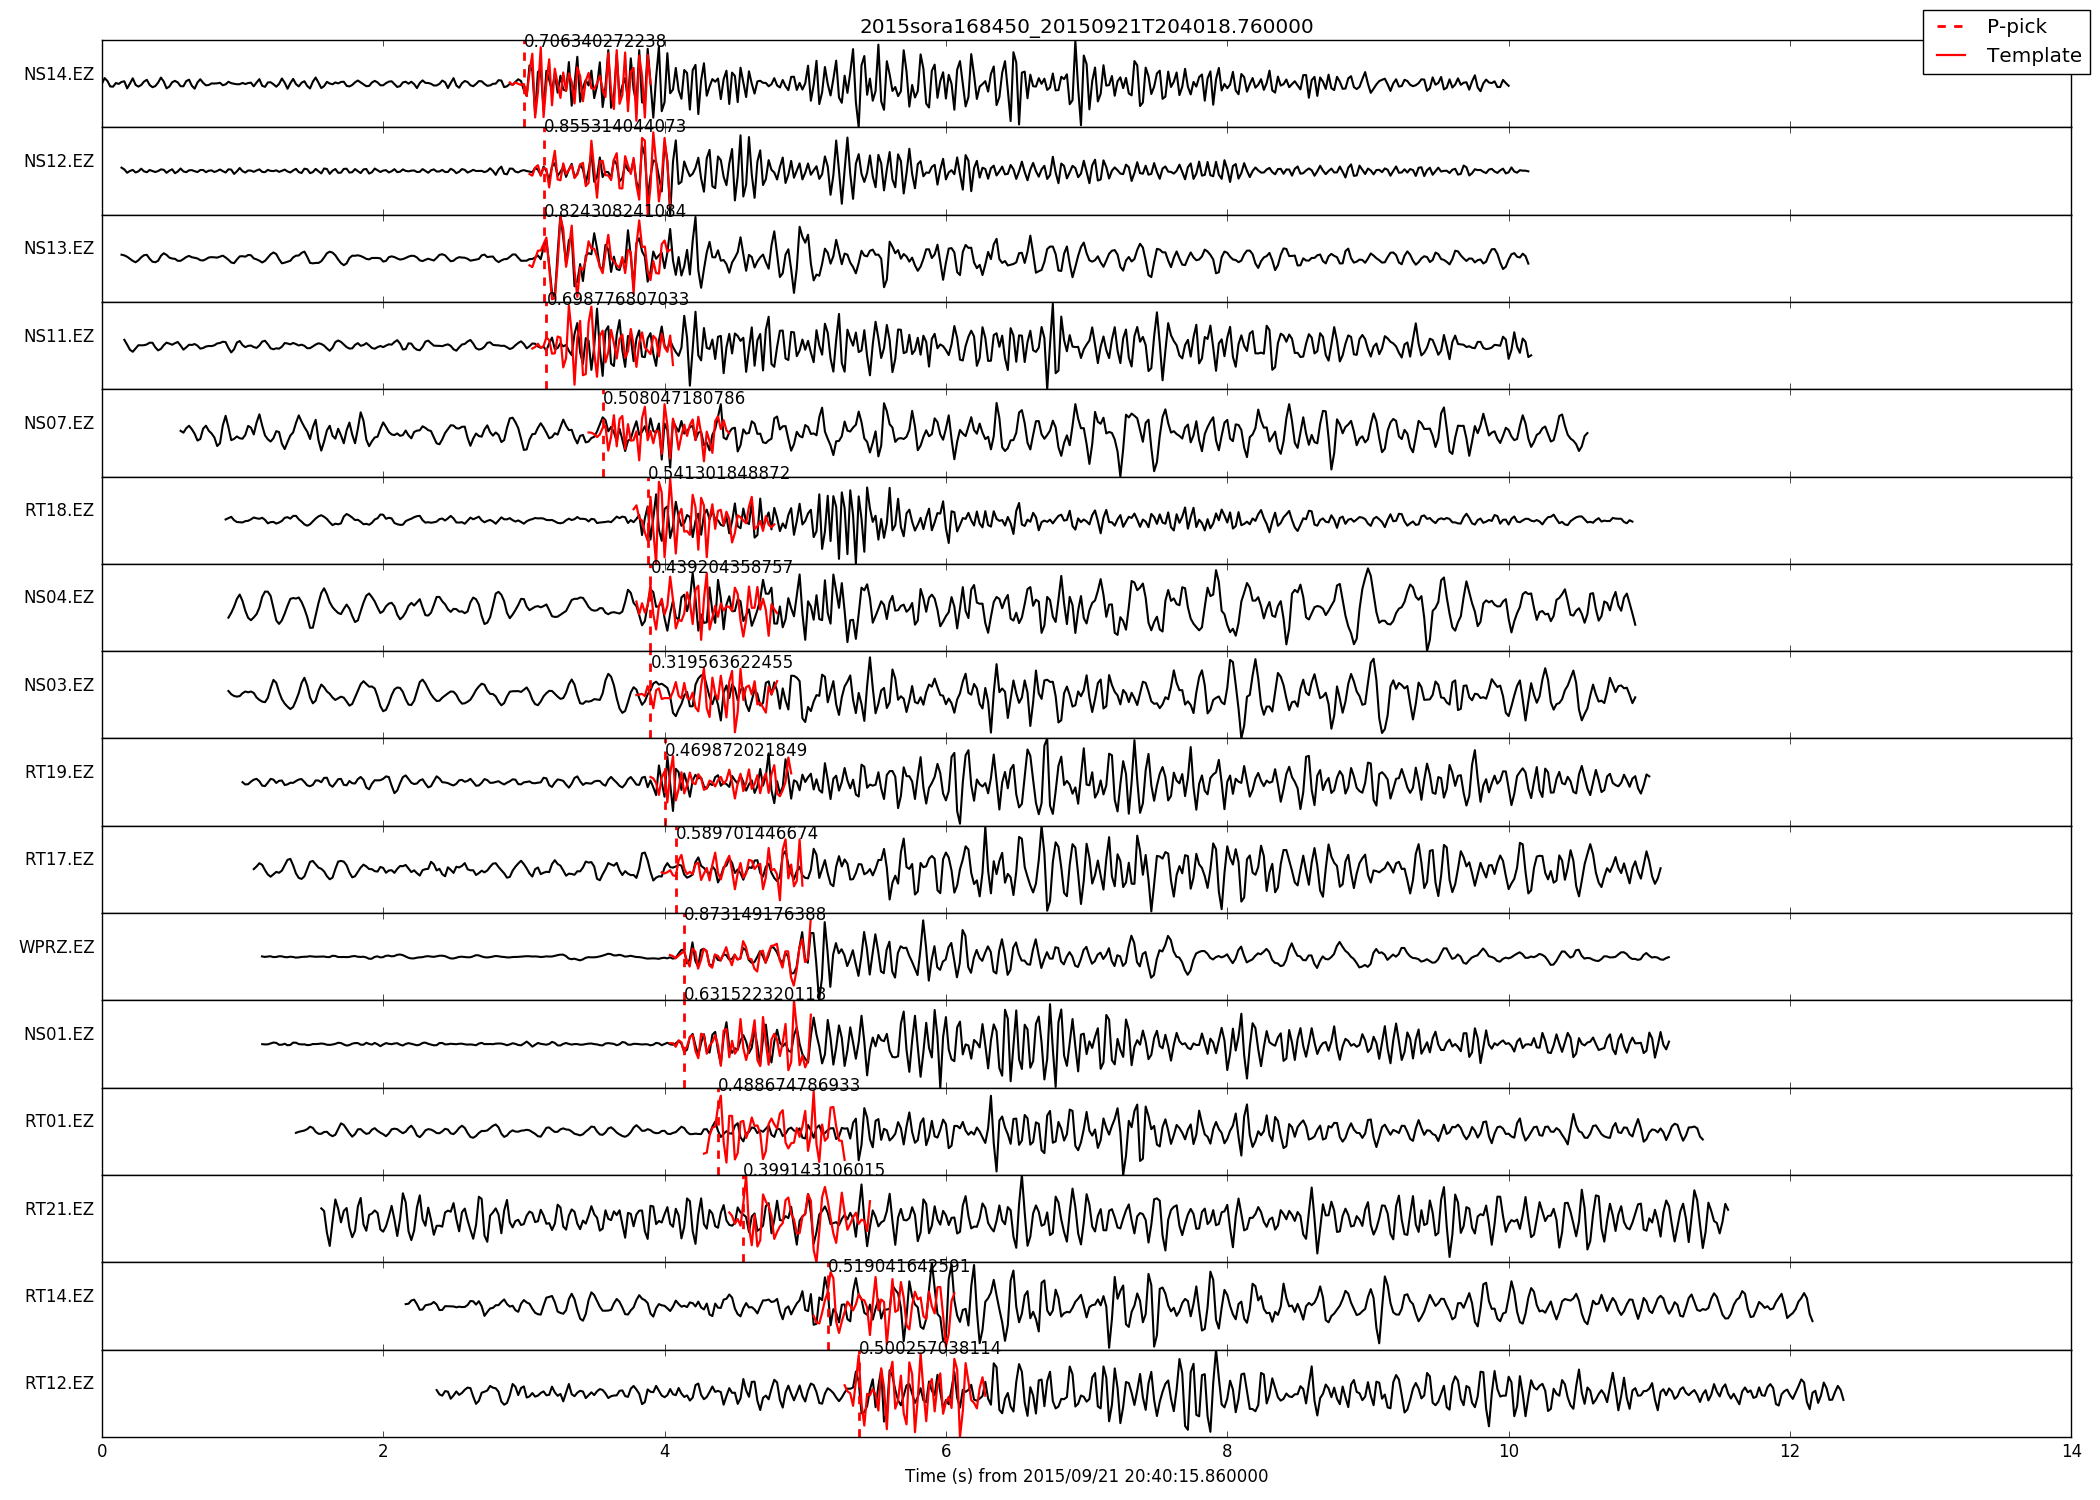 2015sora168450_20150921T204018.760000
P-pick
Template
NS14.EZ
0.706340272238
NS12.EZ
0.855314044073
NS13.EZ
0.824308241084
NS11.EZ
0.698776807033
NS07.EZ
0.508047180786
RT18.EZ
0.541301848872
NS04.EZ
0.439204358757
NS03.EZ
0.319563622455
RT19.EZ
0.469872021849
RT17.EZ
0.589701446674
WPRZ.EZ
0.873149176388
NS01.EZ
0.631522320118
RT01.EZ
0.488674786933
RT21.EZ
0.399143106015
RT14.EZ
0.519041642591
RT12.EZ
0.500257038114
0 2 4 6 8 10 12 14
Time (s) from 2015/09/21 20:40:15.860000